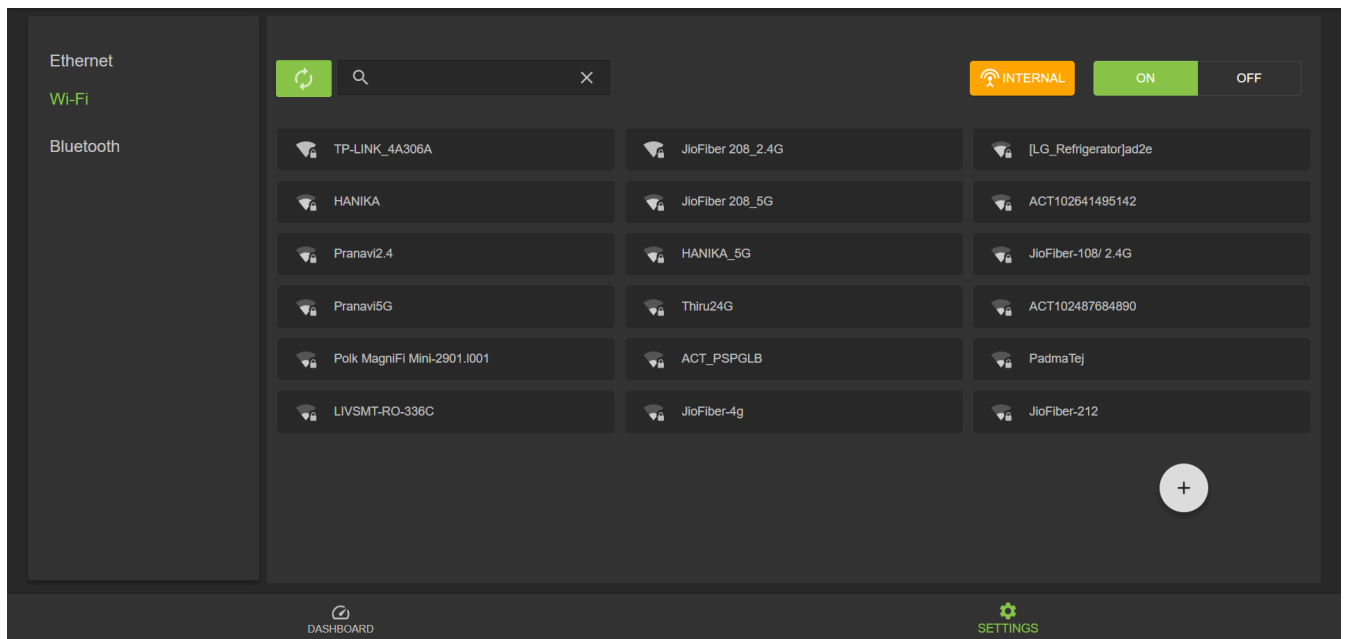 Ethernet
Wi-Fi
Bluetooth
INTERNAL
ON
OFF
TP-LINK_4A306A
JioFiber 208_2.4G
[LG_Refrigerator]ad2e
HANIKA
JioFiber 208_5G
ACT102641495142
Pranavi2.4
HANIKA_5G
JioFiber-108/ 2.4G
Pranavi5G
Thiru24G
ACT102487684890
Polk MagniFi Mini-2901.l001
ACT_PSPGLB
PadmaTej
LIVSMT-RO-336C
JioFiber-4g
JioFiber-212
DASHBOARD
SETTINGS